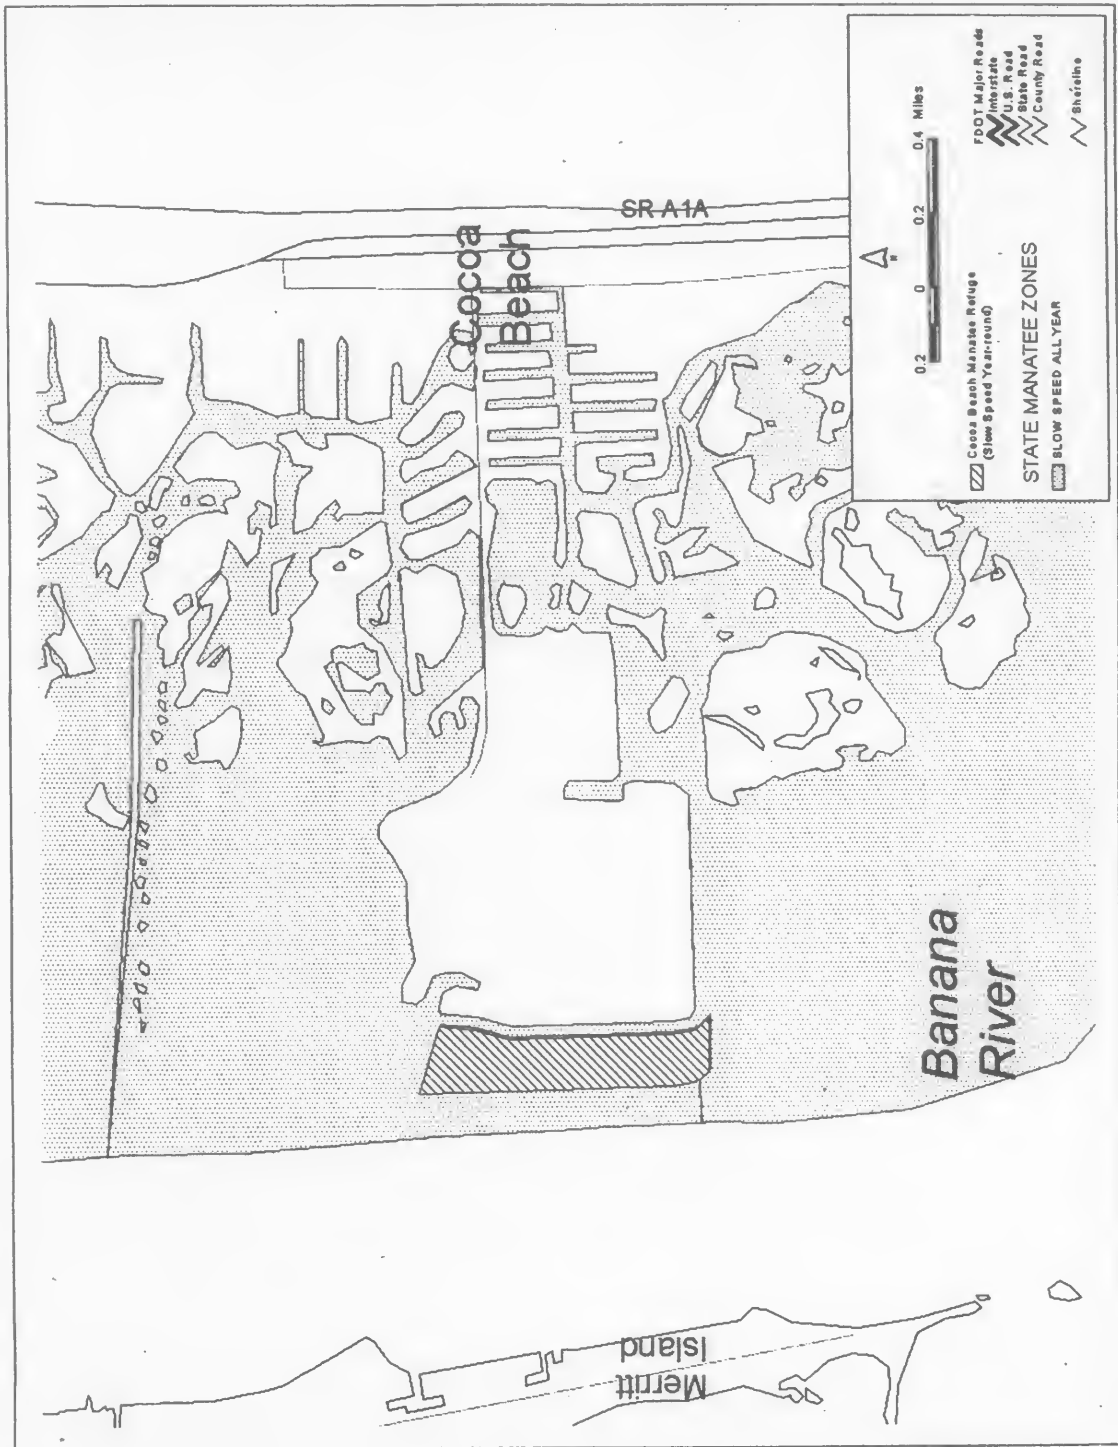 Cocoa
Beach
SR A1A
Banana
River
Merritt
Island
N
0.2
0
0.2
0.4 Miles
Cocoa Beach Manatee Refuge
(Slow Speed Year-round)
STATE MANATEE ZONES
SLOW SPEED ALL YEAR
FDOT Major Roads
Interstate
U.S. Road
State Road
County Road
Shoreline